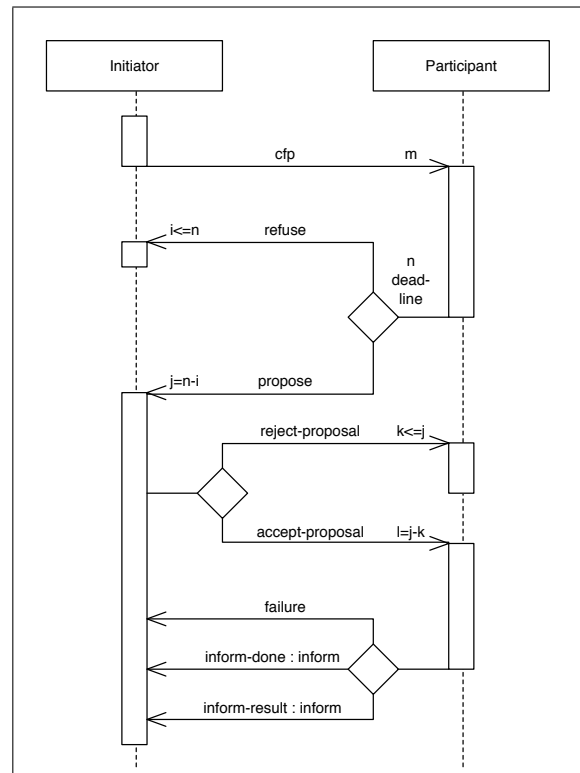 Initiator Participant
cfp m
i<=n refuse
n
dead-
line
j=n-i propose
reject-proposal k<=j
accept-proposal l=j-k
failure
inform-done : inform
inform-result : inform